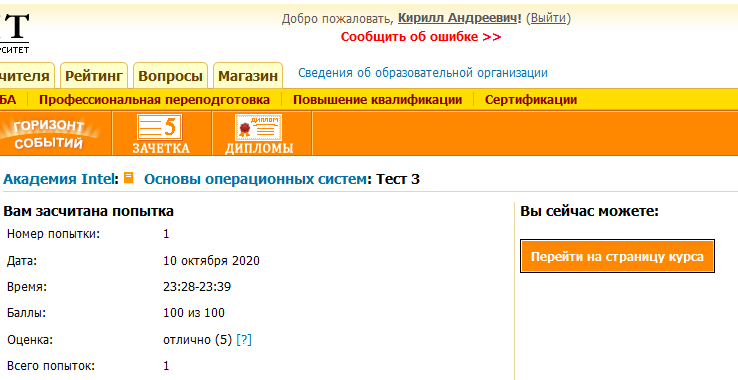 Добро пожаловать, Кирилл Андреевич! (Выйти)
Сообщить об ошибке >>
Рейтинг
Вопросы
Магазин
Сведения об образовательной организации
Профессиональная переподготовка
Повышение квалификации
Сертификации
ГОРИЗОНТ
СОБЫТИЙ
5
ЗАЧЕТКА
ДИПЛОМ
ДИПЛОМЫ
Академия Intel: Основы операционных систем: Тест 3
Вам засчитана попытка
Номер попытки: 1
Дата: 10 октября 2020
Время: 23:28-23:39
Баллы: 100 из 100
Оценка: отлично (5) [?]
Всего попыток: 1
Вы сейчас можете:
Перейти на страницу курса